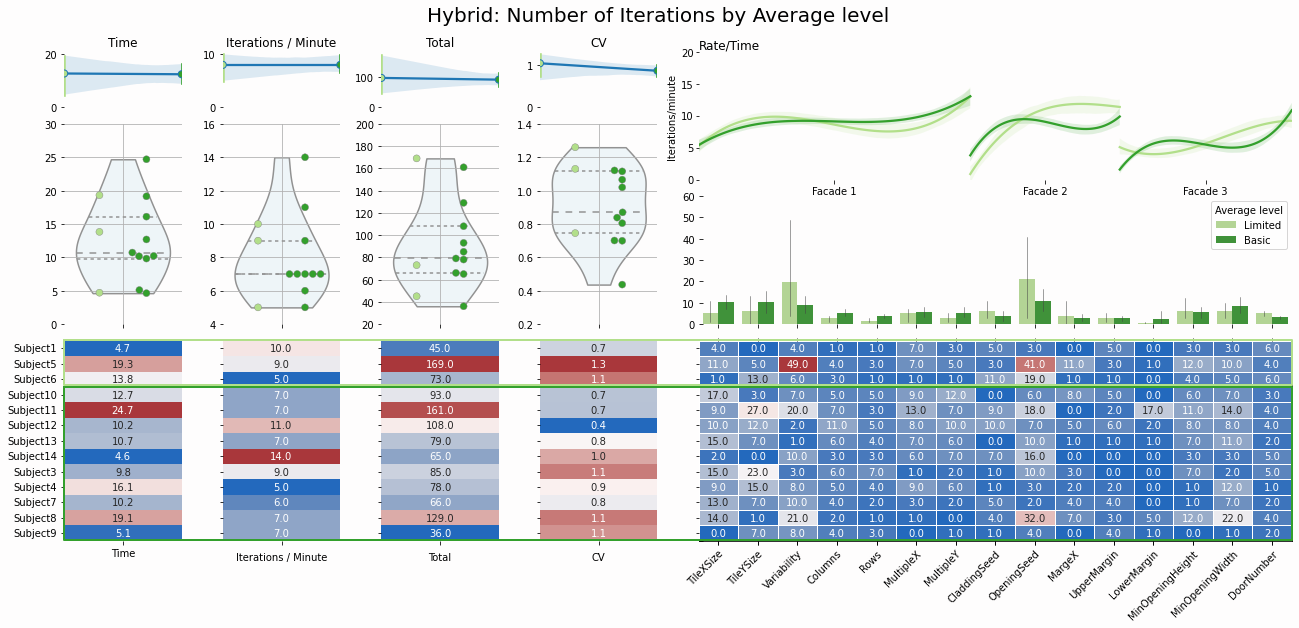 Hybrid: Number of Iterations by Average level
Time Iterations / Minute Total CV Rate/Time
20 10 100 1 20
0 0 0 0 15
Iterations/minute
10
5
0
30 16 200 1.4
25 14 180 1.2
20 12 160 1.0
15 10 140 0.8
10 8 120 0.6
5 6 100 0.4
0 4 80 0.2
60
40
20
Facade 1 Facade 2 Facade 3
60
50
40
30
20
10
0
Average level
Limited
Basic
Subject1 4.7 10.0 45.0 0.7 4.0 0.0 4.0 1.0 1.0 7.0 3.0 5.0 3.0 0.0 5.0 0.0 3.0 3.0 6.0
Subject5 19.3 9.0 169.0 1.3 11.0 5.0 49.0 4.0 3.0 7.0 5.0 3.0 41.0 11.0 3.0 1.0 12.0 10.0 4.0
Subject6 13.8 5.0 73.0 1.1 1.0 13.0 6.0 3.0 1.0 1.0 1.0 11.0 19.0 1.0 1.0 0.0 4.0 5.0 6.0
Subject10 12.7 7.0 93.0 0.7 17.0 3.0 7.0 5.0 5.0 9.0 12.0 0.0 6.0 8.0 5.0 0.0 6.0 7.0 3.0
Subject11 24.7 7.0 161.0 0.7 9.0 27.0 20.0 7.0 3.0 13.0 7.0 9.0 18.0 0.0 2.0 17.0 11.0 14.0 4.0
Subject12 10.2 11.0 108.0 0.4 10.0 12.0 2.0 11.0 5.0 8.0 10.0 10.0 7.0 5.0 6.0 2.0 8.0 8.0 4.0
Subject13 10.7 7.0 79.0 0.8 15.0 7.0 1.0 6.0 4.0 7.0 6.0 0.0 10.0 1.0 1.0 1.0 7.0 11.0 2.0
Subject14 4.6 14.0 65.0 1.0 2.0 0.0 10.0 3.0 3.0 6.0 7.0 7.0 16.0 0.0 0.0 0.0 3.0 3.0 5.0
Subject3 9.8 9.0 85.0 1.1 15.0 23.0 3.0 6.0 7.0 1.0 2.0 1.0 10.0 3.0 0.0 0.0 7.0 2.0 5.0
Subject4 16.1 5.0 78.0 0.9 9.0 15.0 8.0 5.0 4.0 9.0 6.0 1.0 3.0 2.0 2.0 0.0 1.0 12.0 1.0
Subject7 10.2 6.0 66.0 0.8 13.0 7.0 10.0 4.0 2.0 3.0 2.0 5.0 2.0 4.0 4.0 0.0 1.0 7.0 2.0
Subject8 19.1 7.0 129.0 1.1 14.0 1.0 21.0 2.0 1.0 1.0 0.0 4.0 32.0 7.0 3.0 5.0 12.0 22.0 4.0
Subject9 5.1 7.0 36.0 1.1 0.0 7.0 8.0 4.0 2.0 3.0 1.0 1.0 4.0 0.0 4.0 0.0 0.0 1.0 2.0
Time Iterations / Minute Total CV
TileXSize TileYSize Variability Columns Rows MultipleX MultipleY CladdingSeed OpeningSeed MargeX UpperMargin LowerMargin MinOpeningHeight MinOpeningWidth DoorNumber